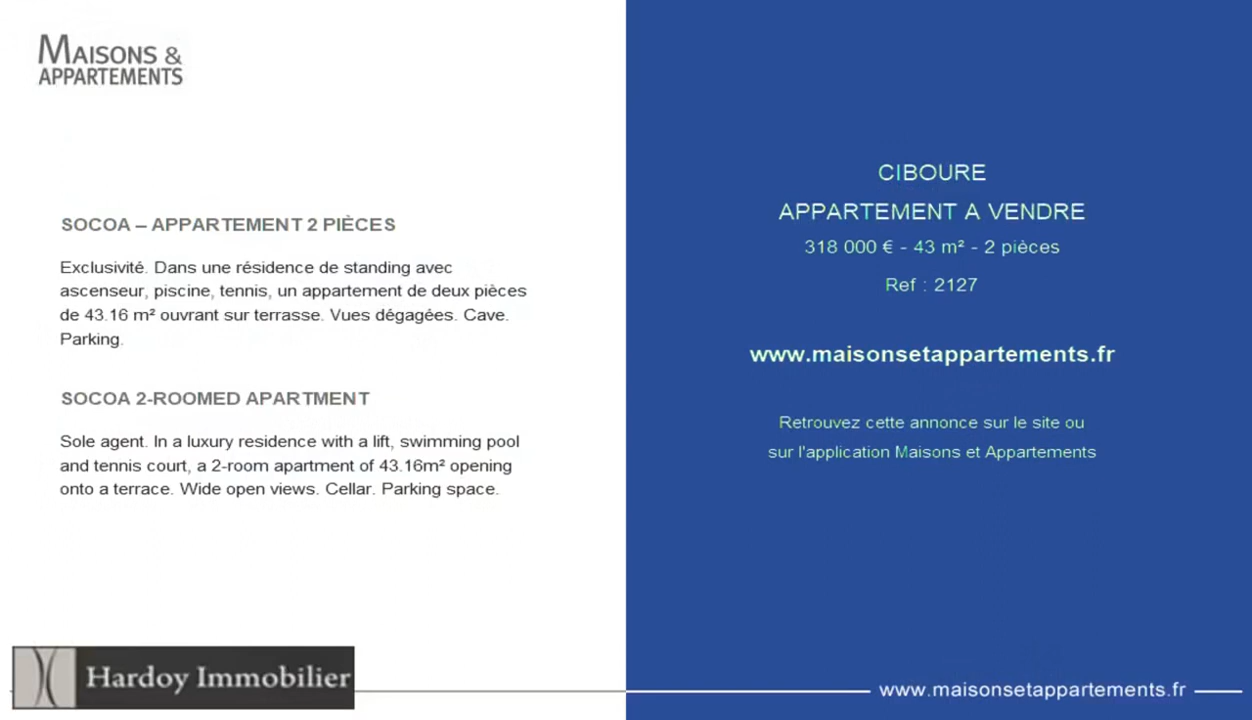 MAISONS &
APPARTEMENTS
SOCOA – APPARTEMENT 2 PIÈCES
Exclusivité. Dans une résidence de standing avec
ascenseur, piscine, tennis, un appartement de deux pièces
de 43.16 m² ouvrant sur terrasse. Vues dégagées. Cave.
Parking.
SOCOA 2-ROOMED APARTMENT
Sole agent. In a luxury residence with a lift, swimming pool
and tennis court, a 2-room apartment of 43.16m² opening
onto a terrace. Wide open views. Cellar. Parking space.
Hardoy Immobilier
CIBOURE
APPARTEMENT A VENDRE
318 000 € - 43 m² - 2 pièces
Ref : 2127
www.maisonsetappartements.fr
Retrouvez cette annonce sur le site ou
sur l'application Maisons et Appartements
www.maisonsetappartements.fr